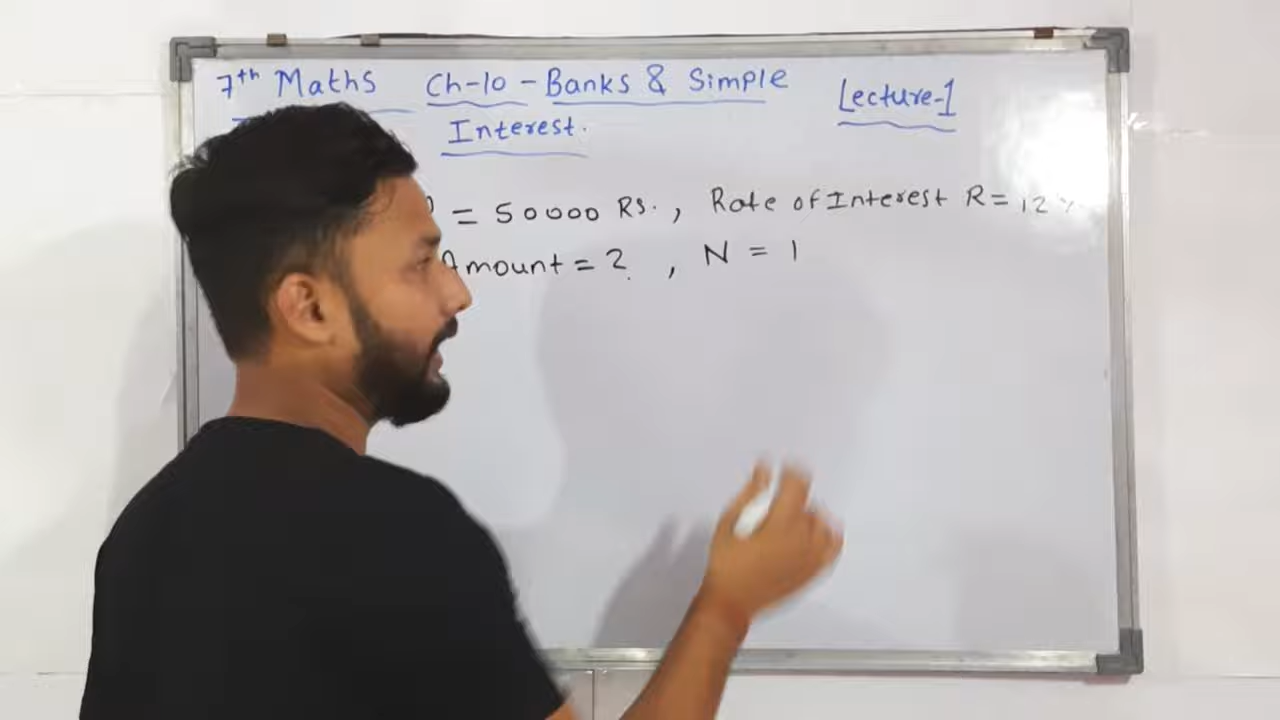 7th Maths Ch-10 - Banks & Simple Interest. Lecture-1
= 50000 Rs. , Rate of Interest R = 12 %
Amount = ? , N = 1